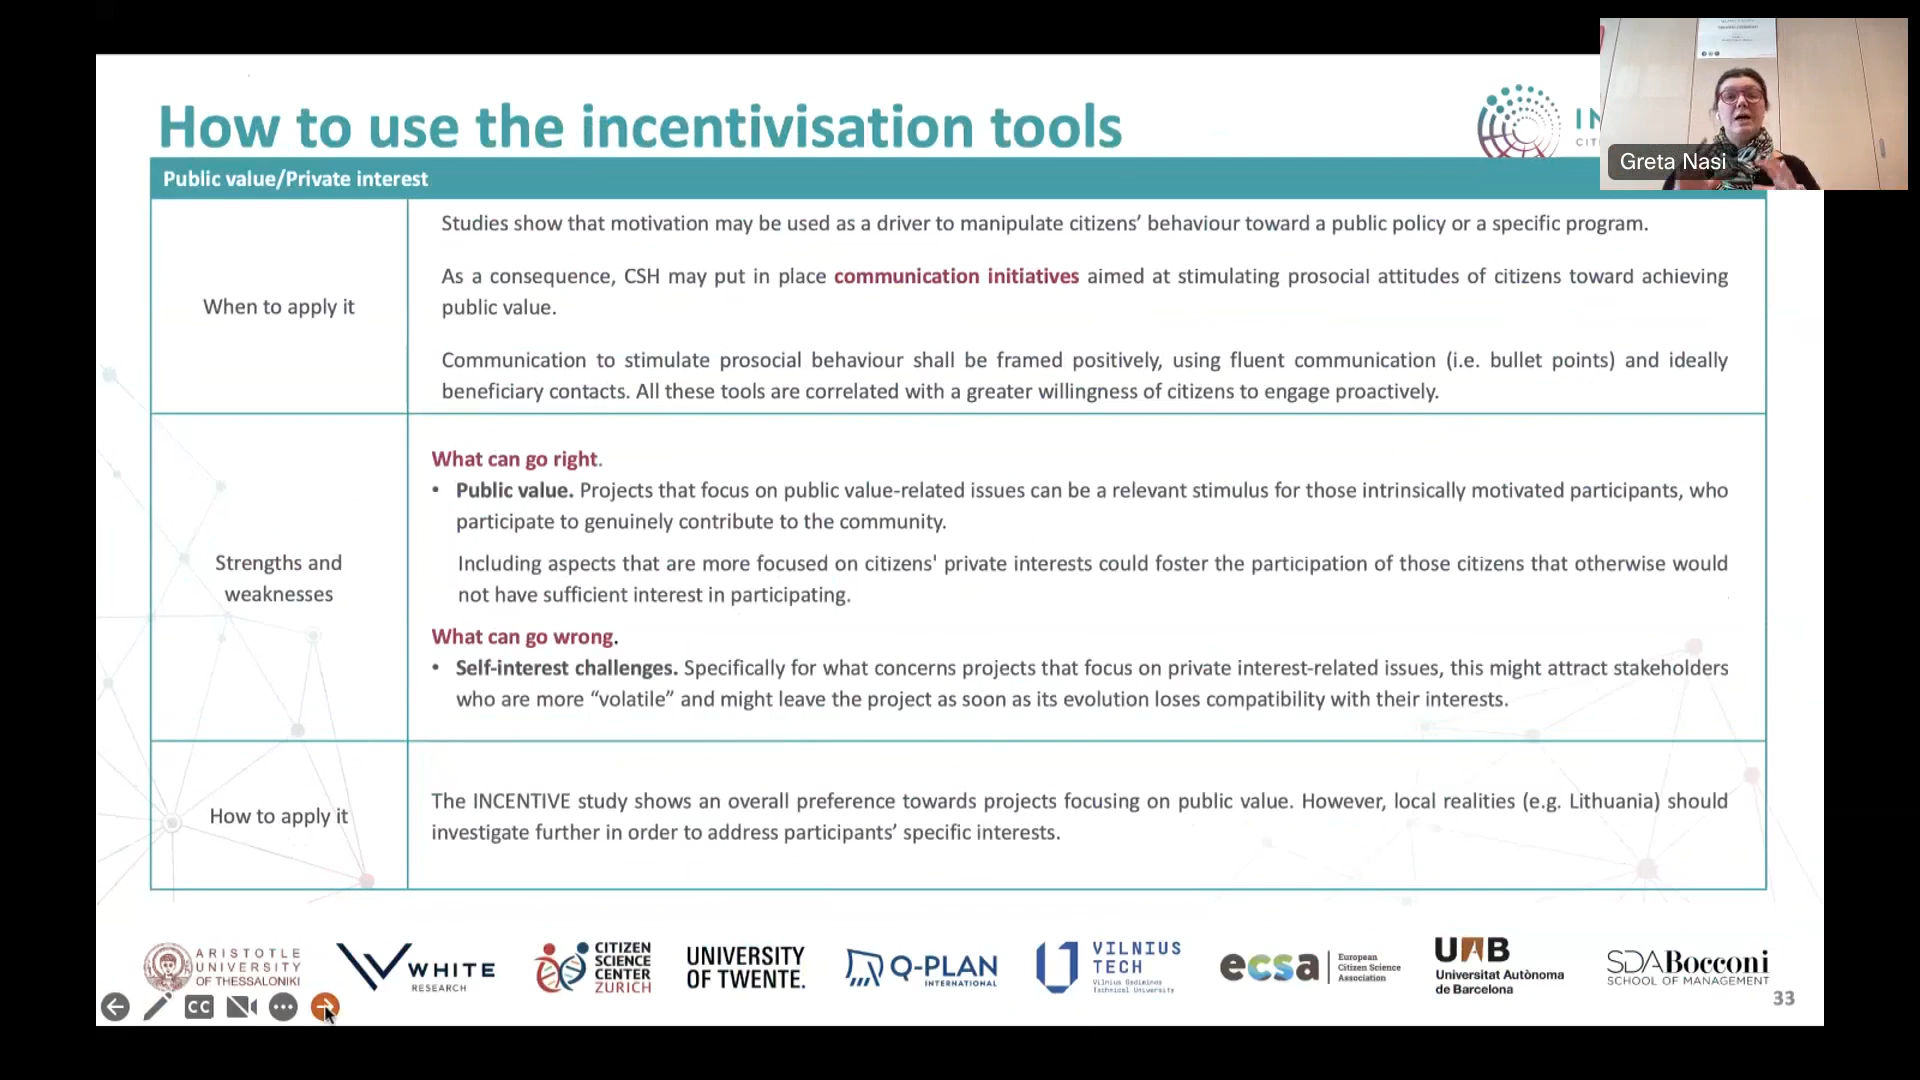 How to use the incentivisation tools
IN
CIT
Greta Nasi
Public value/Private interest
When to apply it
Studies show that motivation may be used as a driver to manipulate citizens’ behaviour toward a public policy or a specific program.
As a consequence, CSH may put in place communication initiatives aimed at stimulating prosocial attitudes of citizens toward achieving
public value.
Communication to stimulate prosocial behaviour shall be framed positively, using fluent communication (i.e. bullet points) and ideally
beneficiary contacts. All these tools are correlated with a greater willingness of citizens to engage proactively.
Strengths and
weaknesses
What can go right.
• Public value. Projects that focus on public value-related issues can be a relevant stimulus for those intrinsically motivated participants, who
participate to genuinely contribute to the community.
Including aspects that are more focused on citizens' private interests could foster the participation of those citizens that otherwise would
not have sufficient interest in participating.
What can go wrong.
• Self-interest challenges. Specifically for what concerns projects that focus on private interest-related issues, this might attract stakeholders
who are more “volatile” and might leave the project as soon as its evolution loses compatibility with their interests.
How to apply it
The INCENTIVE study shows an overall preference towards projects focusing on public value. However, local realities (e.g. Lithuania) should
investigate further in order to address participants’ specific interests.
ARISTOTLE
UNIVERSITY
OF THESSALONIKI
WHITE
RESEARCH
CITIZEN
SCIENCE
CENTER
ZURICH
UNIVERSITY
OF TWENTE.
Q-PLAN
INTERNATIONAL
VILNIUS
TECH
Vilnius Gediminas
Technical University
ecsa
European
Citizen Science
Association
UAB
Universitat Autònoma
de Barcelona
SDA Bocconi
SCHOOL OF MANAGEMENT
CC
33